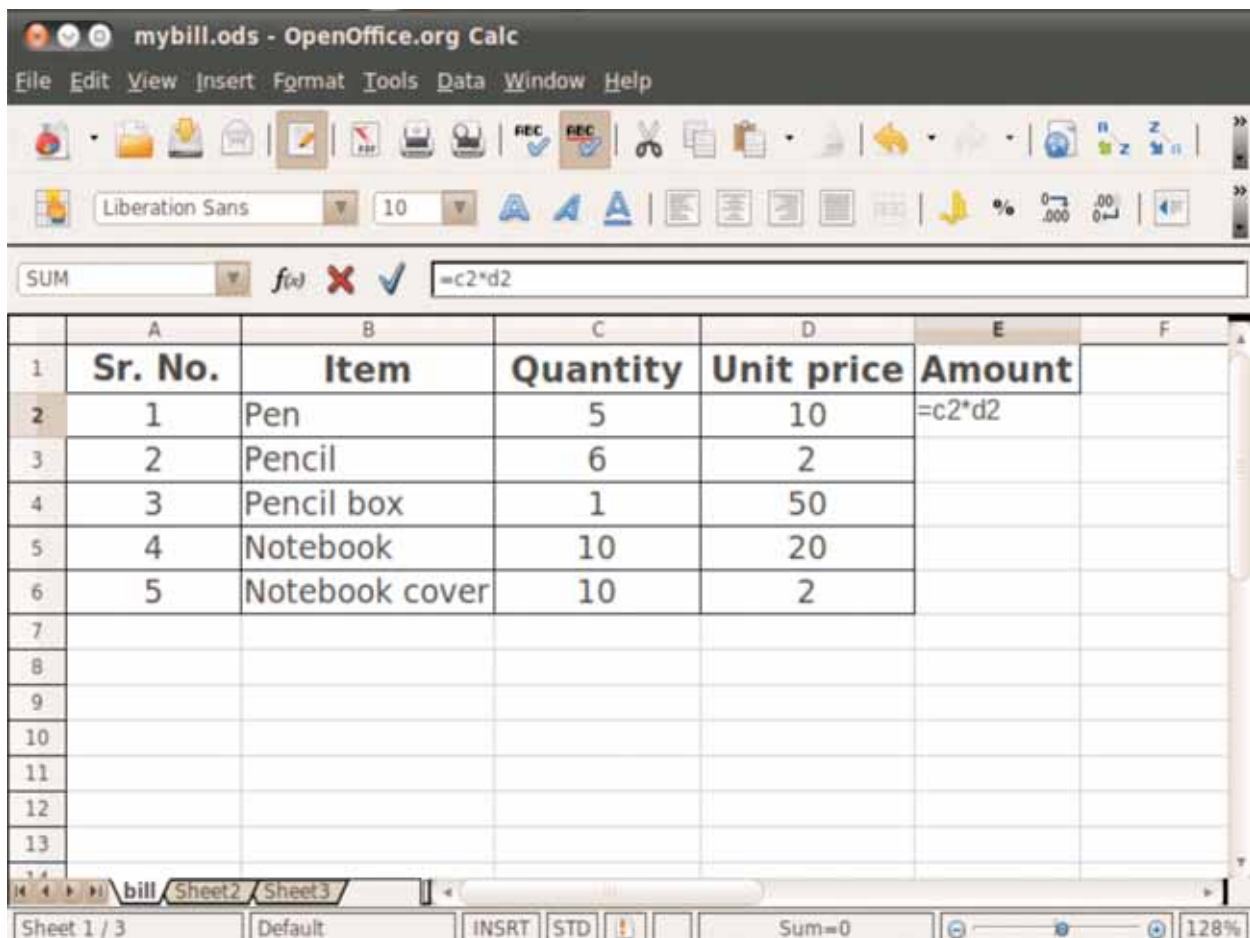 mybill.ods - OpenOffice.org Calc
File Edit View Insert Format Tools Data Window Help
Liberation Sans 10
SUM f(x) =c2*d2
A B C D E F
1 Sr. No. Item Quantity Unit price Amount
2 1 Pen 5 10 =c2*d2
3 2 Pencil 6 2
4 3 Pencil box 1 50
5 4 Notebook 10 20
6 5 Notebook cover 10 2
7
8
9
10
11
12
13
bill Sheet2 Sheet3
Sheet 1 / 3 Default INSRT STD Sum=0 128%